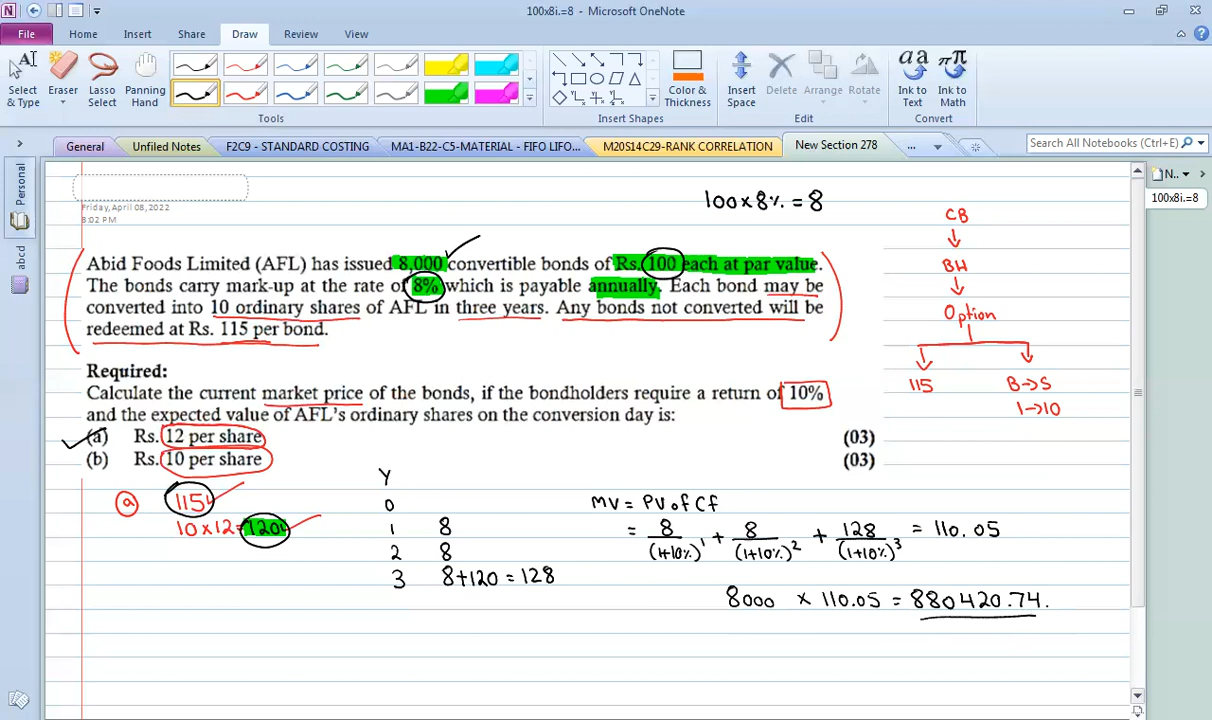 100x8i.=8 - Microsoft OneNote
File Home Insert Share Draw Review View
Select & Type
Eraser
Lasso Select
Panning Hand
Color & Thickness
Insert Space
Delete
Arrange
Rotate
Ink to Text
Ink to Math
Tools
Insert Shapes
Edit
Convert
General
Unfiled Notes
F2C9 - STANDARD COSTING
MA1-B22-C5-MATERIAL - FIFO LIFO...
M20S14C29-RANK CORRELATION
New Section 278
...
Search All Notebooks (Ctrl+E)
Personal
abcd
N..
100x8i.=8
Friday, April 08, 2022
8:02 PM
100x8%=8
Abid Foods Limited (AFL) has issued 8,000 convertible bonds of Rs. 100 each at par value.
The bonds carry mark-up at the rate of 8% which is payable annually. Each bond may be
converted into 10 ordinary shares of AFL in three years. Any bonds not converted will be
redeemed at Rs. 115 per bond.
Required:
Calculate the current market price of the bonds, if the bondholders require a return of 10%
and the expected value of AFL's ordinary shares on the conversion day is:
(a) Rs. 12 per share (03)
(b) Rs. 10 per share (03)
CB
BH
Option
115 B→S
1→10
a 115
10x12=120
Y
0
1 8
2 8
3 8+120=128
MV = PV of Cf
= 8/(1+10%)¹ + 8/(1+10%)² + 128/(1+10%)³ = 110.05
8000 x 110.05 = 880420.74.